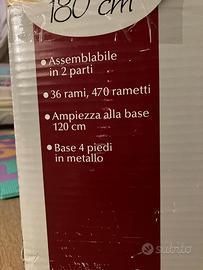 180 cm
• Assemblabile
in 2 parti
• 36 rami, 470 rametti
• Ampiezza alla base
120 cm
• Base 4 piedi
in metallo
subito